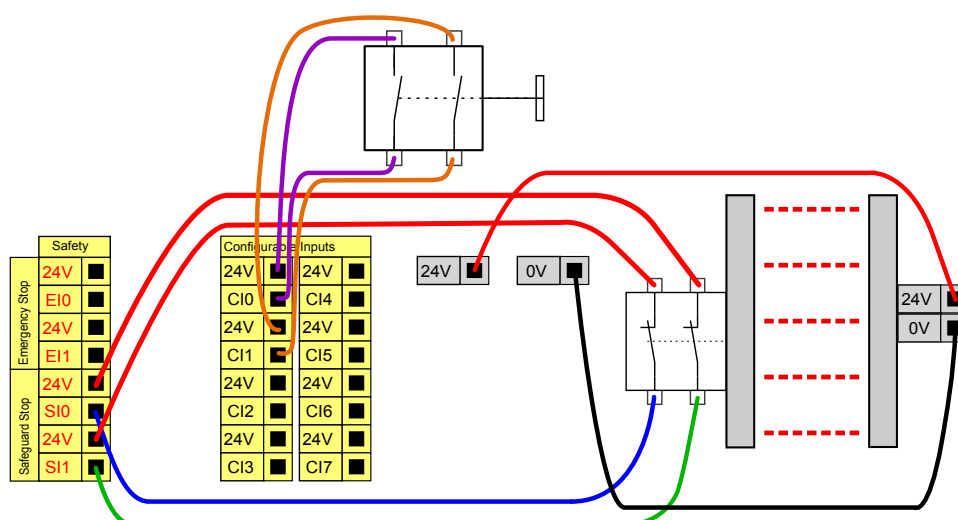 Safety
Emergency Stop
24V
EI0
24V
EI1
Safeguard Stop
24V
SI0
24V
SI1
Configurable Inputs
24V 24V
CI0 CI4
24V 24V
CI1 CI5
24V 24V
CI2 CI6
24V 24V
CI3 CI7
24V
0V
24V
0V